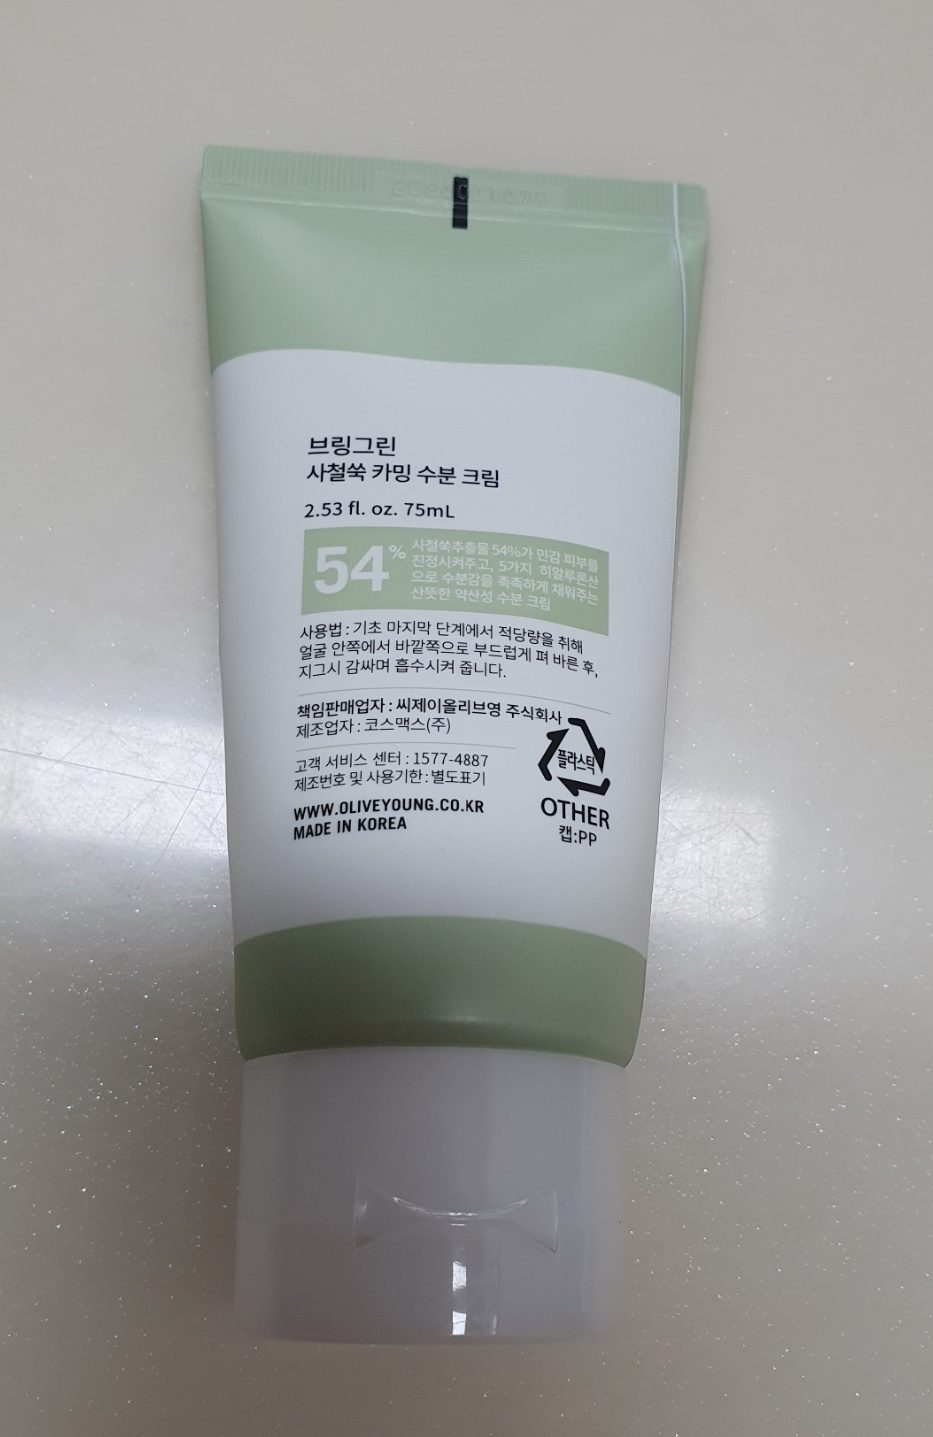 브링그린
사철쑥 카밍 수분 크림
2.53 fl. oz. 75mL
54%
사철쑥추출물 54%가 민감 피부를
진정시켜주고, 5가지 히알루론산
으로 수분감을 촉촉하게 채워주는
산뜻한 약산성 수분 크림
사용법 : 기초 마지막 단계에서 적당량을 취해
얼굴 안쪽에서 바깥쪽으로 부드럽게 펴 바른 후,
지그시 감싸며 흡수시켜 줍니다.
책임판매업자 : 씨제이올리브영 주식회사
제조업자 : 코스맥스(주)
고객 서비스 센터 : 1577-4887
제조번호 및 사용기한 : 별도표기
WWW.OLIVEYOUNG.CO.KR
MADE IN KOREA
플라스틱
OTHER
캡:PP